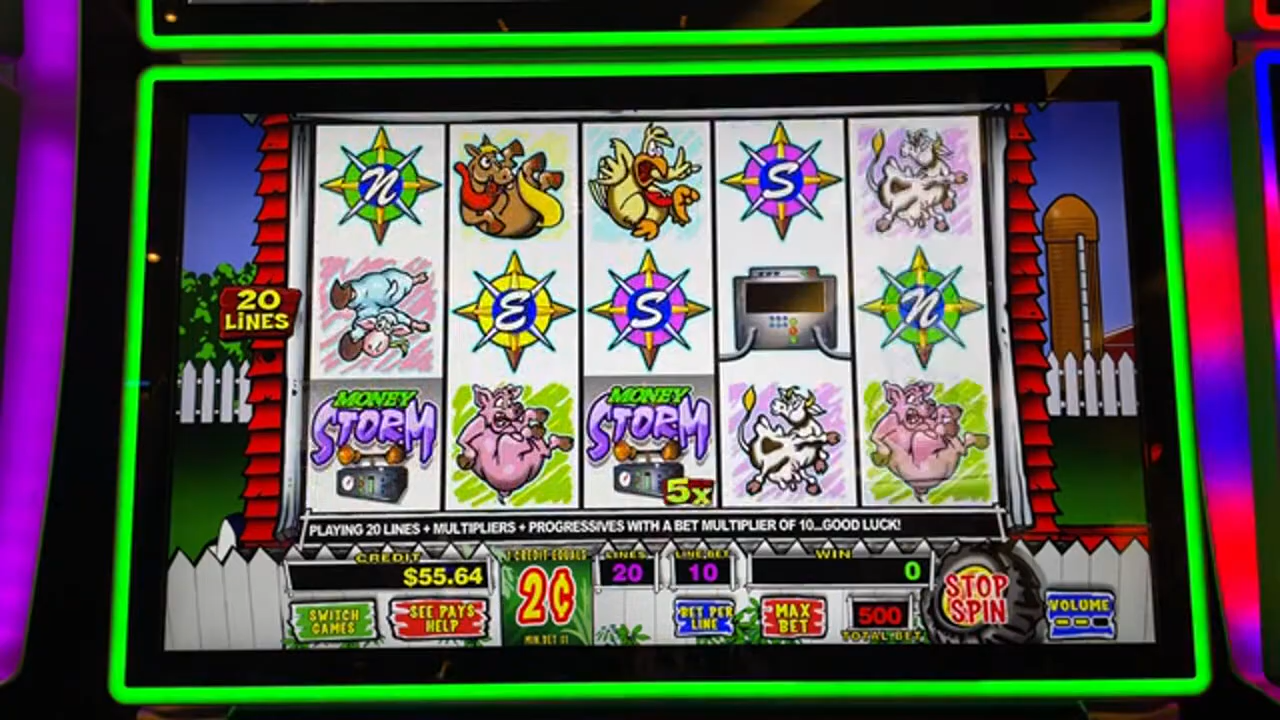 N
S
20
LINES
E
S
N
MONEY
STORM
MONEY
STORM
5x
PLAYING 20 LINES + MULTIPLIERS + PROGRESSIVES WITH A BET MULTIPLIER OF 10...GOOD LUCK!
CREDIT
1 CREDIT EQUALS
LINES
LINE BET
WIN
$55.64
2¢
20
10
0
SWITCH
GAMES
SEE PAYS
HELP
BET PER
LINE
MAX
BET
500
TOTAL BET
STOP
SPIN
VOLUME